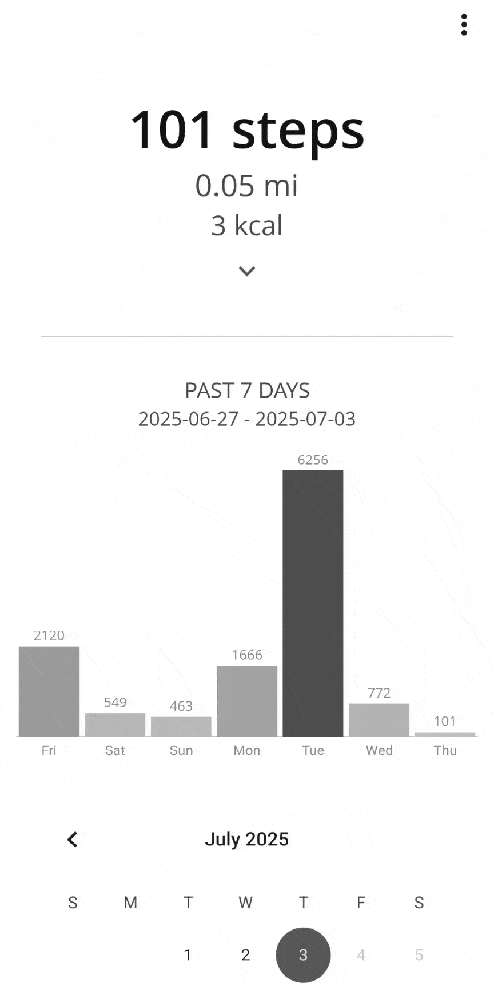 101 steps
0.05 mi
3 kcal
PAST 7 DAYS
2025-06-27 - 2025-07-03
6256
2120
1666
772
549
463
101
Fri Sat Sun Mon Tue Wed Thu
July 2025
S M T W T F S
1 2 3 4 5